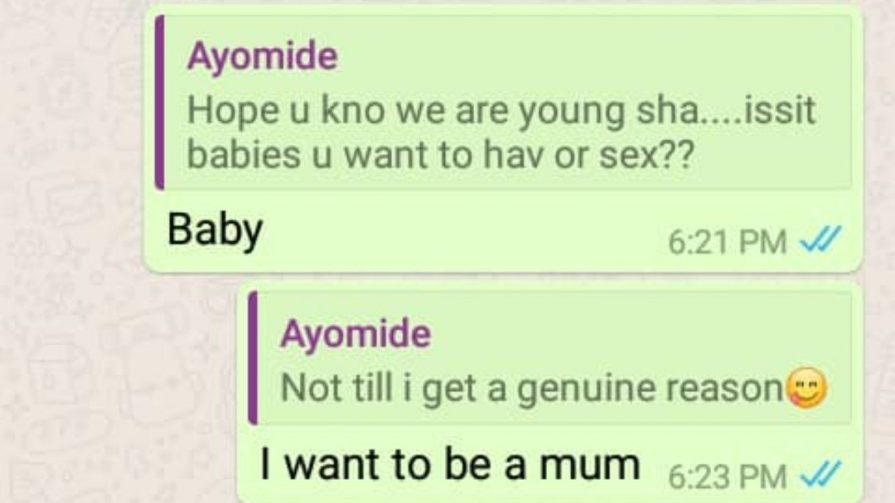 Ayomide
Hope u kno we are young sha....issit
babies u want to hav or sex??
Baby
6:21 PM
Ayomide
Not till i get a genuine reason😋
I want to be a mum
6:23 PM